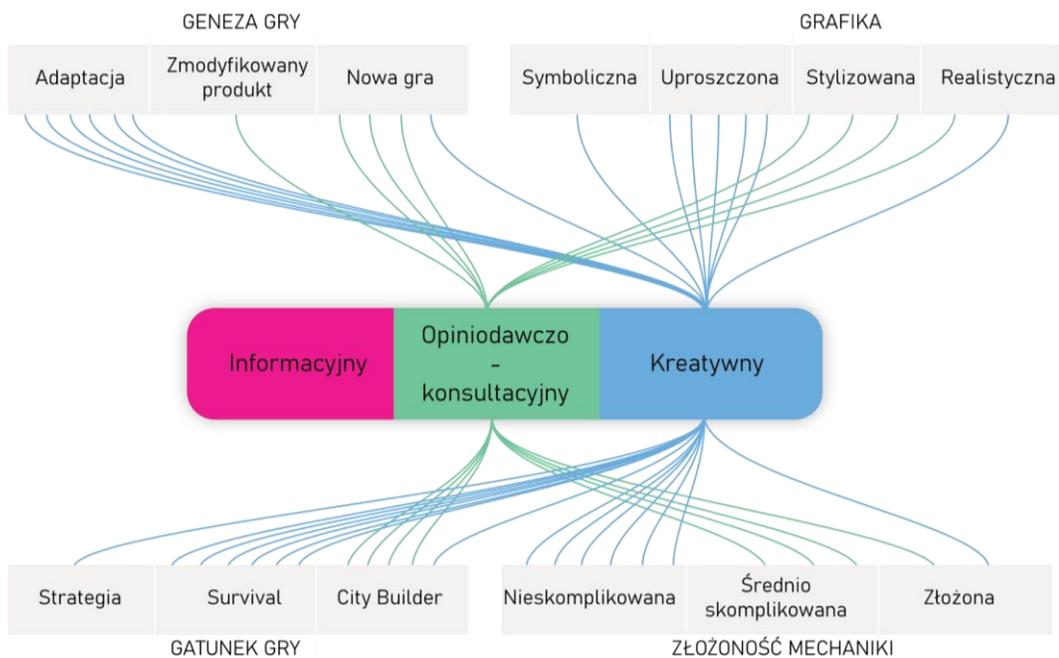 GENEZA GRY
GRAFIKA
Adaptacja
Zmodyfikowany
produkt
Nowa gra
Symboliczna
Uproszczona
Stylizowana
Realistyczna
Informacyjny
Opiniodawczo
-
konsultacyjny
Kreatywny
Strategia
Survival
City Builder
Nieskomplikowana
Średnio
skomplikowana
Złożona
GATUNEK GRY
ZŁOŻONOŚĆ MECHANIKI